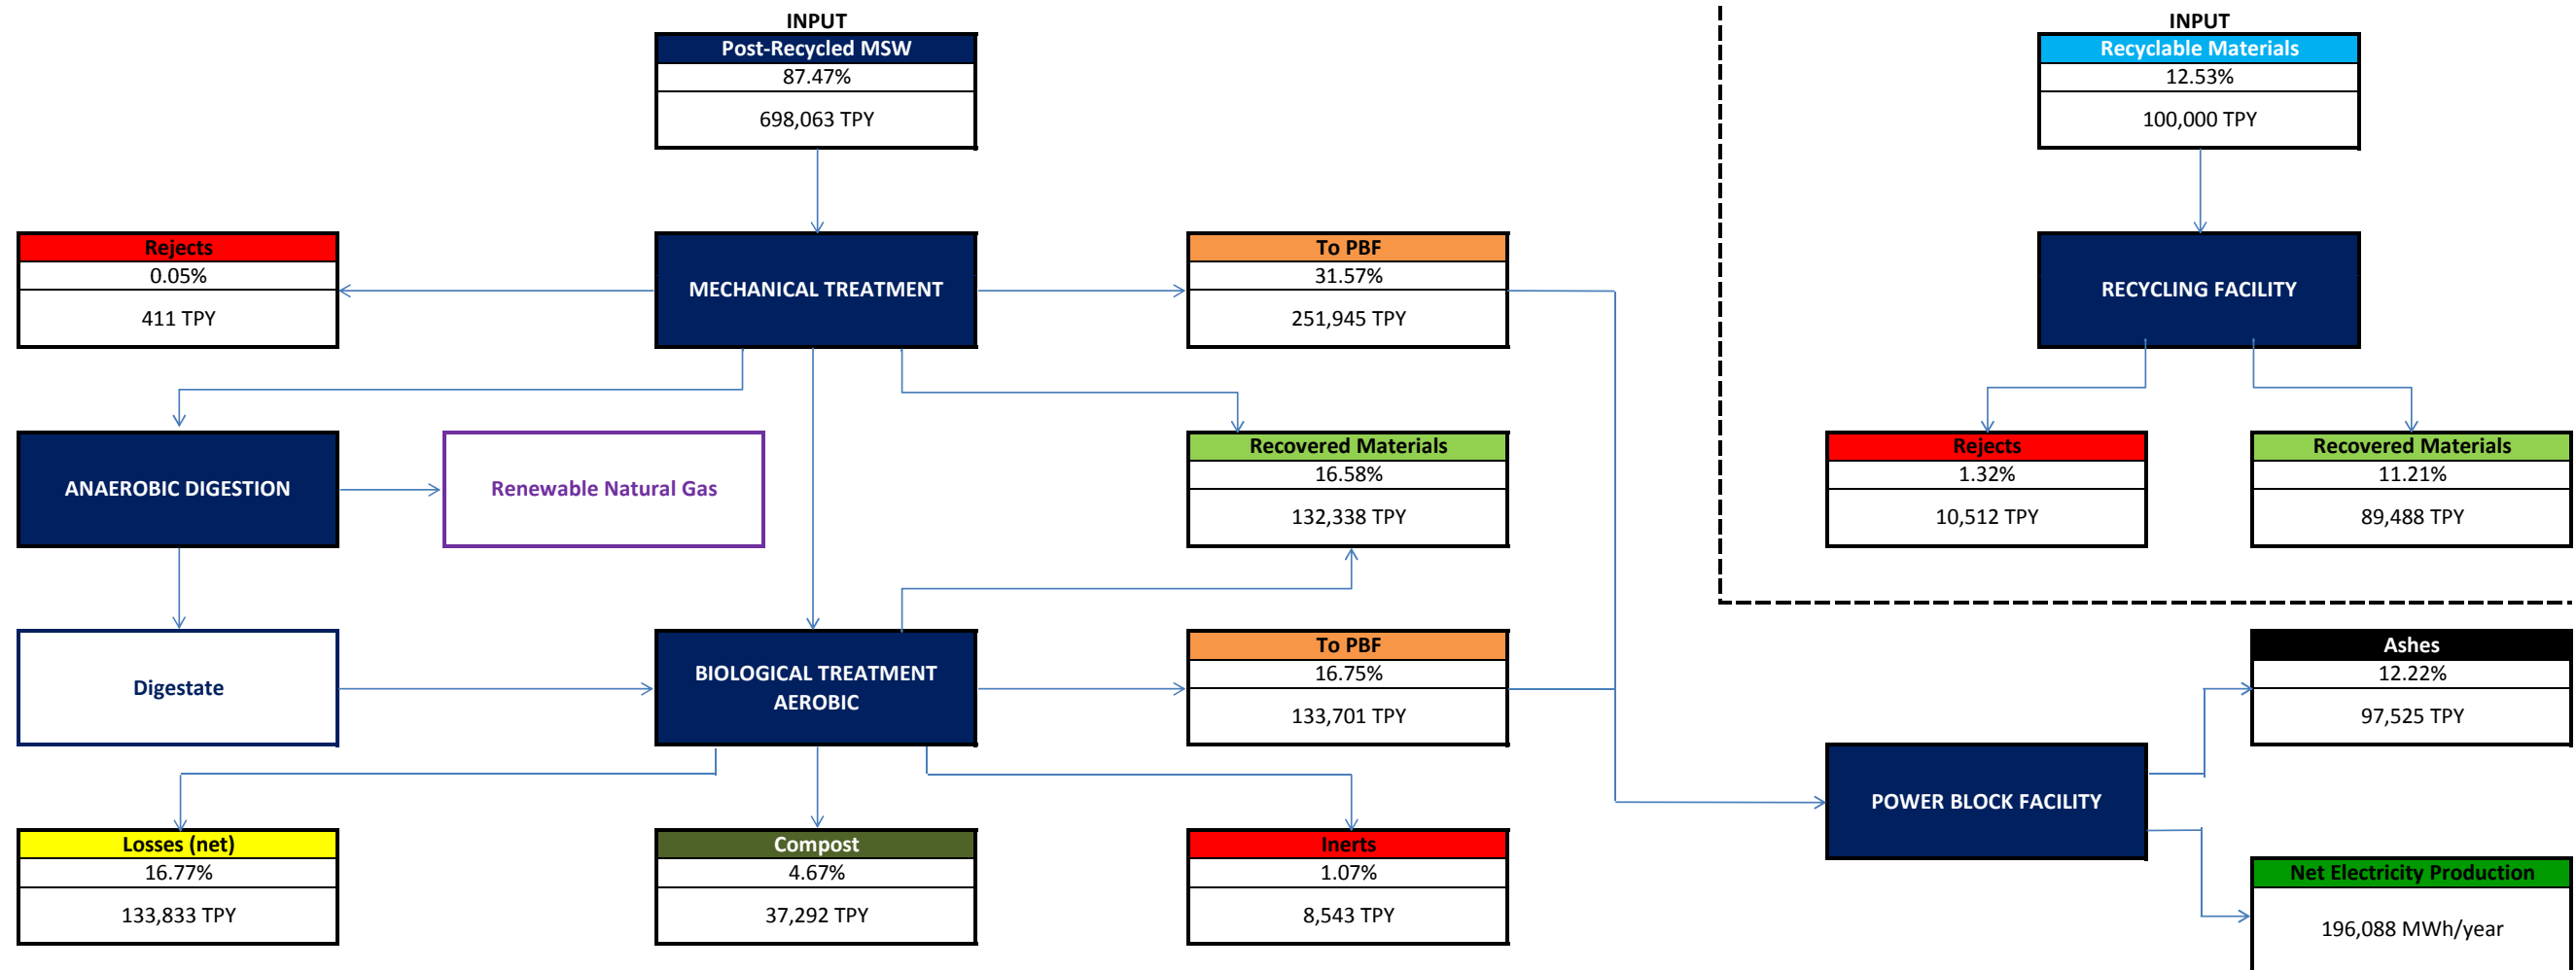 INPUT
Post-Recycled MSW
87.47%
698,063 TPY
INPUT
Recyclable Materials
12.53%
100,000 TPY
Rejects
0.05%
411 TPY
MECHANICAL TREATMENT
To PBF
31.57%
251,945 TPY
RECYCLING FACILITY
ANAEROBIC DIGESTION
Renewable Natural Gas
Recovered Materials
16.58%
132,338 TPY
Rejects
1.32%
10,512 TPY
Recovered Materials
11.21%
89,488 TPY
Digestate
BIOLOGICAL TREATMENT
AEROBIC
To PBF
16.75%
133,701 TPY
Ashes
12.22%
97,525 TPY
POWER BLOCK FACILITY
Losses (net)
16.77%
133,833 TPY
Compost
4.67%
37,292 TPY
Inerts
1.07%
8,543 TPY
Net Electricity Production
196,088 MWh/year